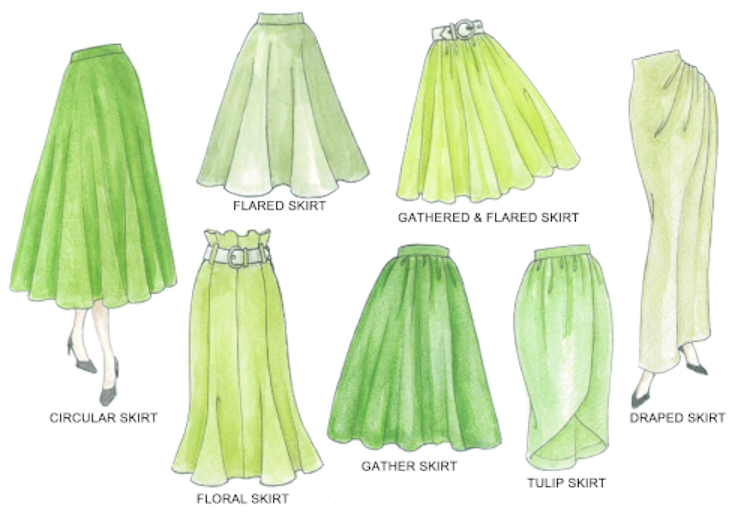 FLARED SKIRT
GATHERED & FLARED SKIRT
CIRCULAR SKIRT
DRAPED SKIRT
GATHER SKIRT
TULIP SKIRT
FLORAL SKIRT